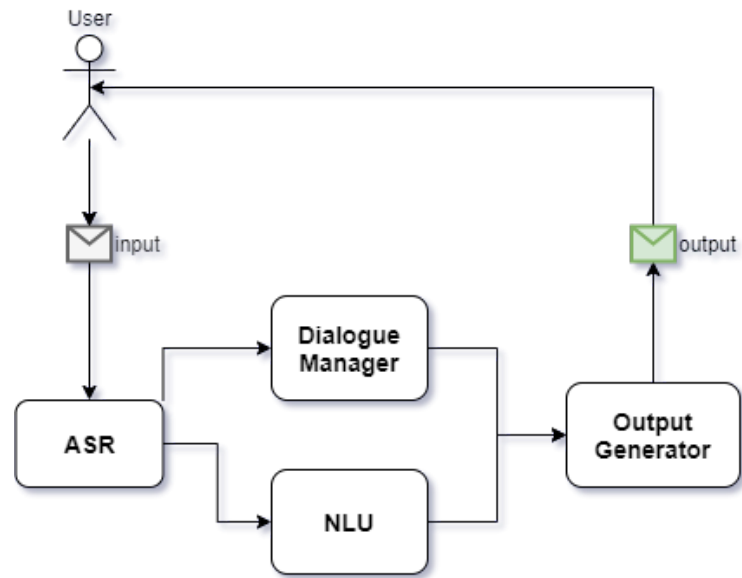 User
input
output
Dialogue
Manager
ASR
Output
Generator
NLU